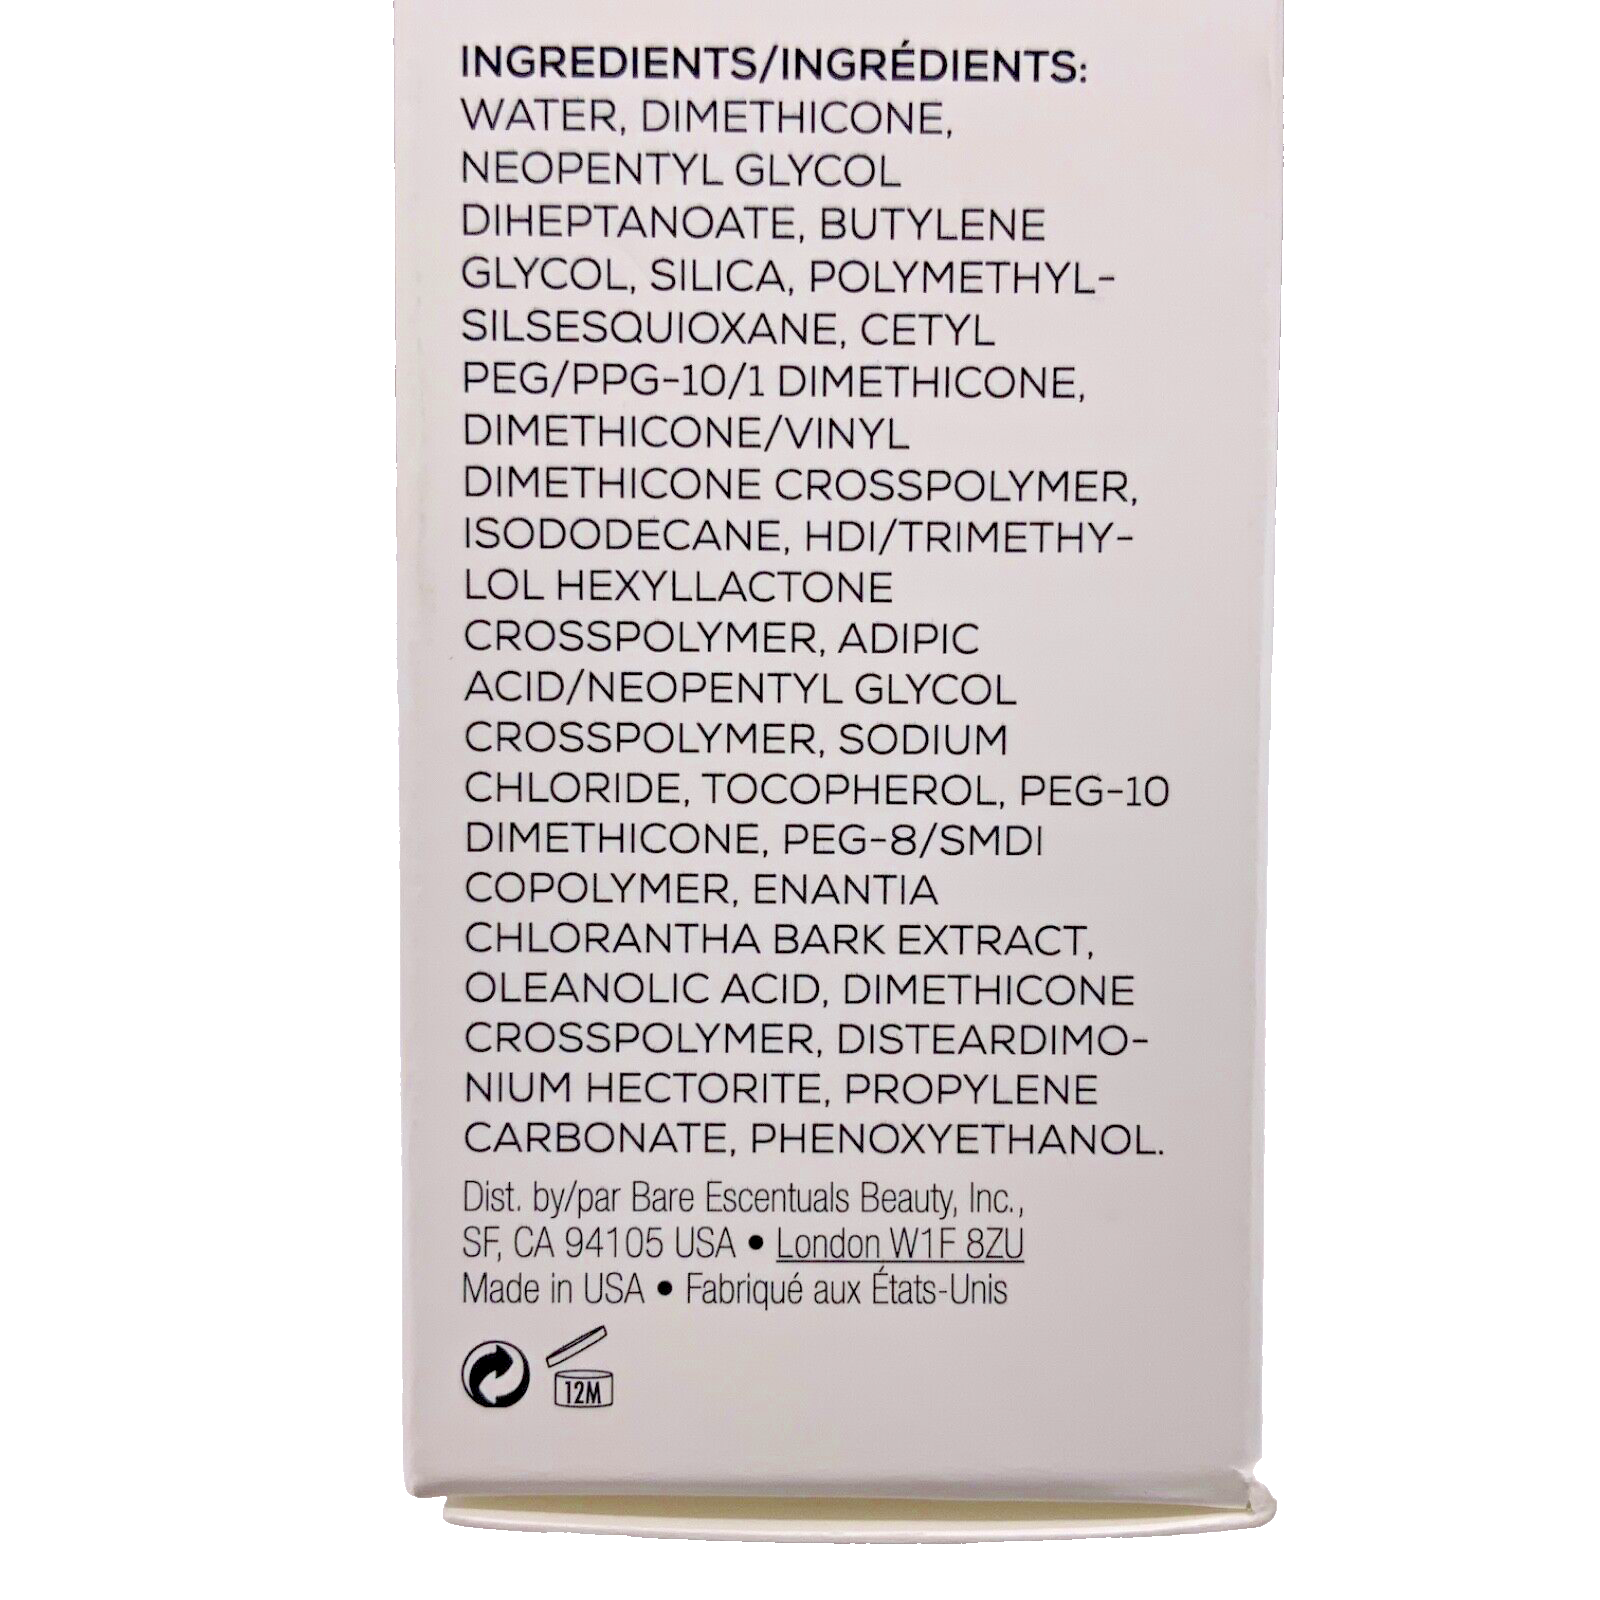 INGREDIENTS/INGRÉDIENTS:
WATER, DIMETHICONE,
NEOPENTYL GLYCOL
DIHEPTANOATE, BUTYLENE
GLYCOL, SILICA, POLYMETHYL-
SILSESQUIOXANE, CETYL
PEG/PPG-10/1 DIMETHICONE,
DIMETHICONE/VINYL
DIMETHICONE CROSSPOLYMER,
ISODODECANE, HDI/TRIMETHY-
LOL HEXYLLACTONE
CROSSPOLYMER, ADIPIC
ACID/NEOPENTYL GLYCOL
CROSSPOLYMER, SODIUM
CHLORIDE, TOCOPHEROL, PEG-10
DIMETHICONE, PEG-8/SMDI
COPOLYMER, ENANTIA
CHLORANTHA BARK EXTRACT,
OLEANOLIC ACID, DIMETHICONE
CROSSPOLYMER, DISTEARDIMO-
NIUM HECTORITE, PROPYLENE
CARBONATE, PHENOXYETHANOL.
Dist. by/par Bare Escentuals Beauty, Inc.,
SF, CA 94105 USA • London W1F 8ZU
Made in USA • Fabriqué aux États-Unis
12M